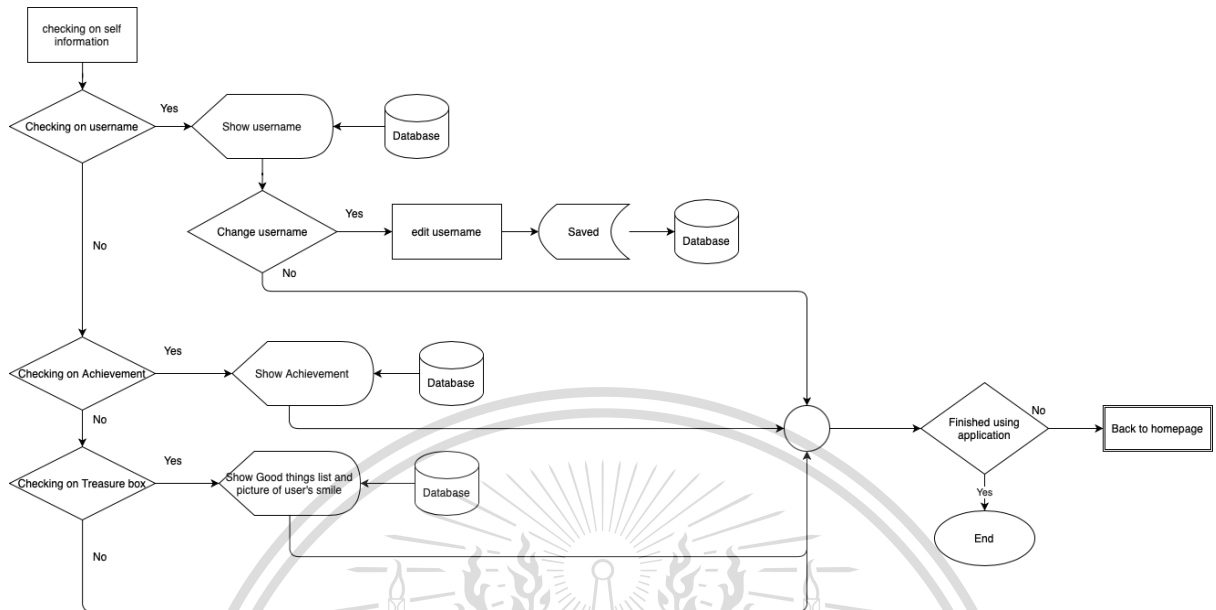 checking on self
information
Checking on username
Yes
Show username
Database
No
Change username
Yes
edit username
Saved
Database
No
Checking on Achievement
Yes
Show Achievement
Database
No
Finished using
application
No
Back to homepage
Checking on Treasure box
Yes
Show Good things list and
picture of user's smile
Database
Yes
No
End